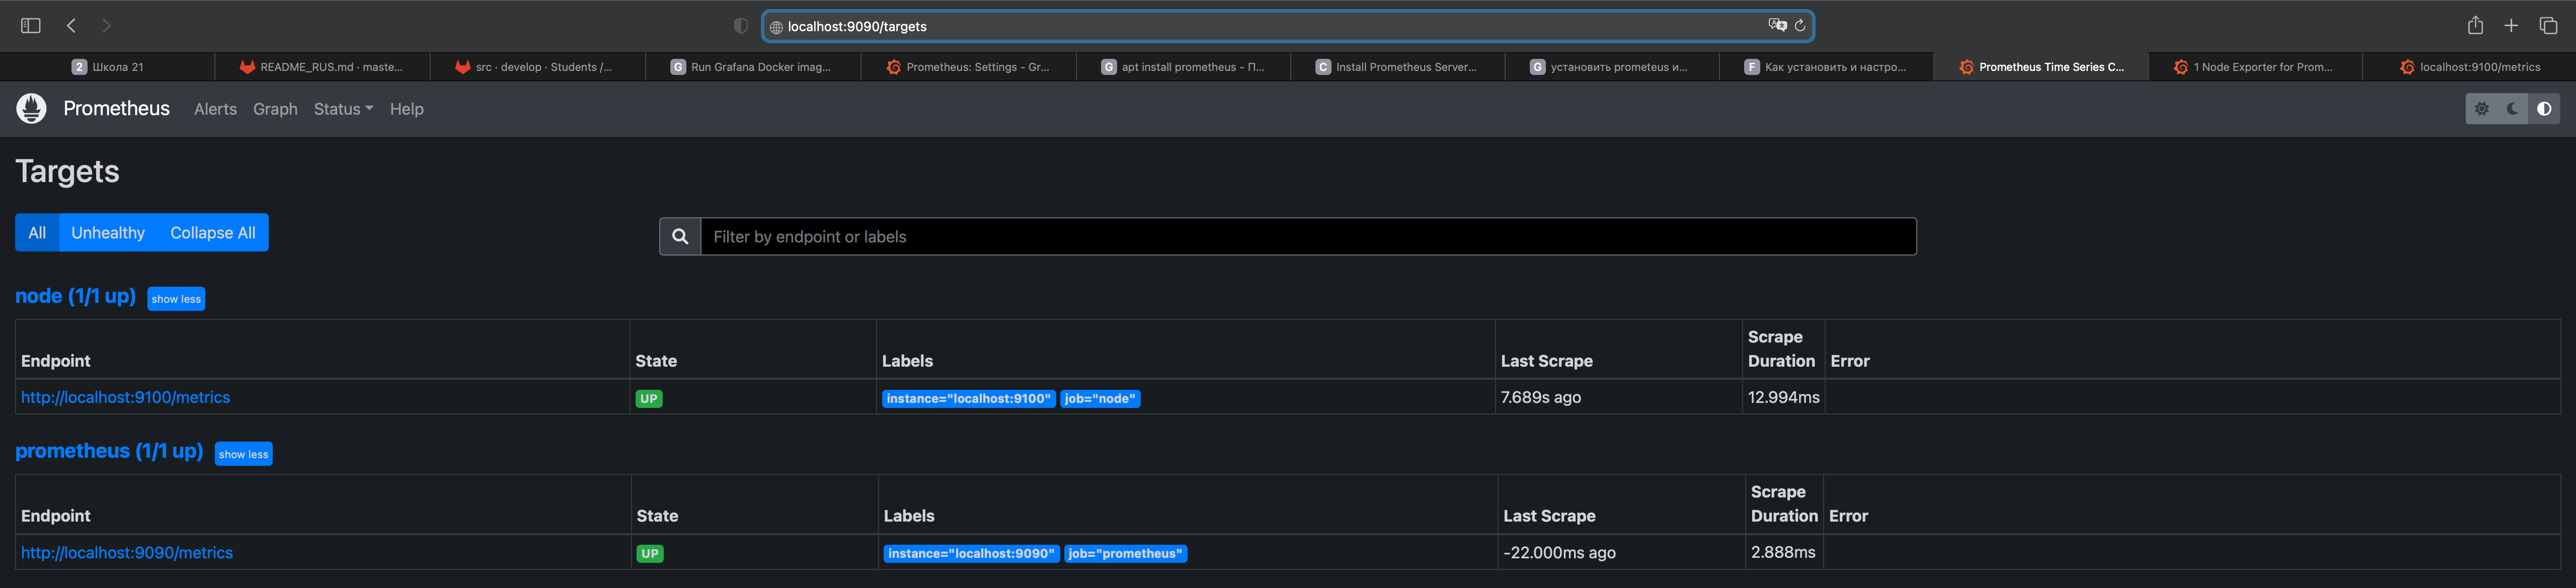 localhost:9090/targets
2 Школа 21
README_RUS.md · maste...
src · develop · Students /...
G Run Grafana Docker imag...
Prometheus: Settings - Gr...
G apt install prometheus - П...
C Install Prometheus Server...
G установить prometeus и...
F Как установить и настро...
Prometheus Time Series C...
1 Node Exporter for Prom...
localhost:9100/metrics
Prometheus Alerts Graph Status Help
Targets
All Unhealthy Collapse All
Filter by endpoint or labels
node (1/1 up) show less
Endpoint State Labels Last Scrape Scrape Duration Error
http://localhost:9100/metrics UP instance="localhost:9100" job="node" 7.689s ago 12.994ms
prometheus (1/1 up) show less
Endpoint State Labels Last Scrape Scrape Duration Error
http://localhost:9090/metrics UP instance="localhost:9090" job="prometheus" -22.000ms ago 2.888ms